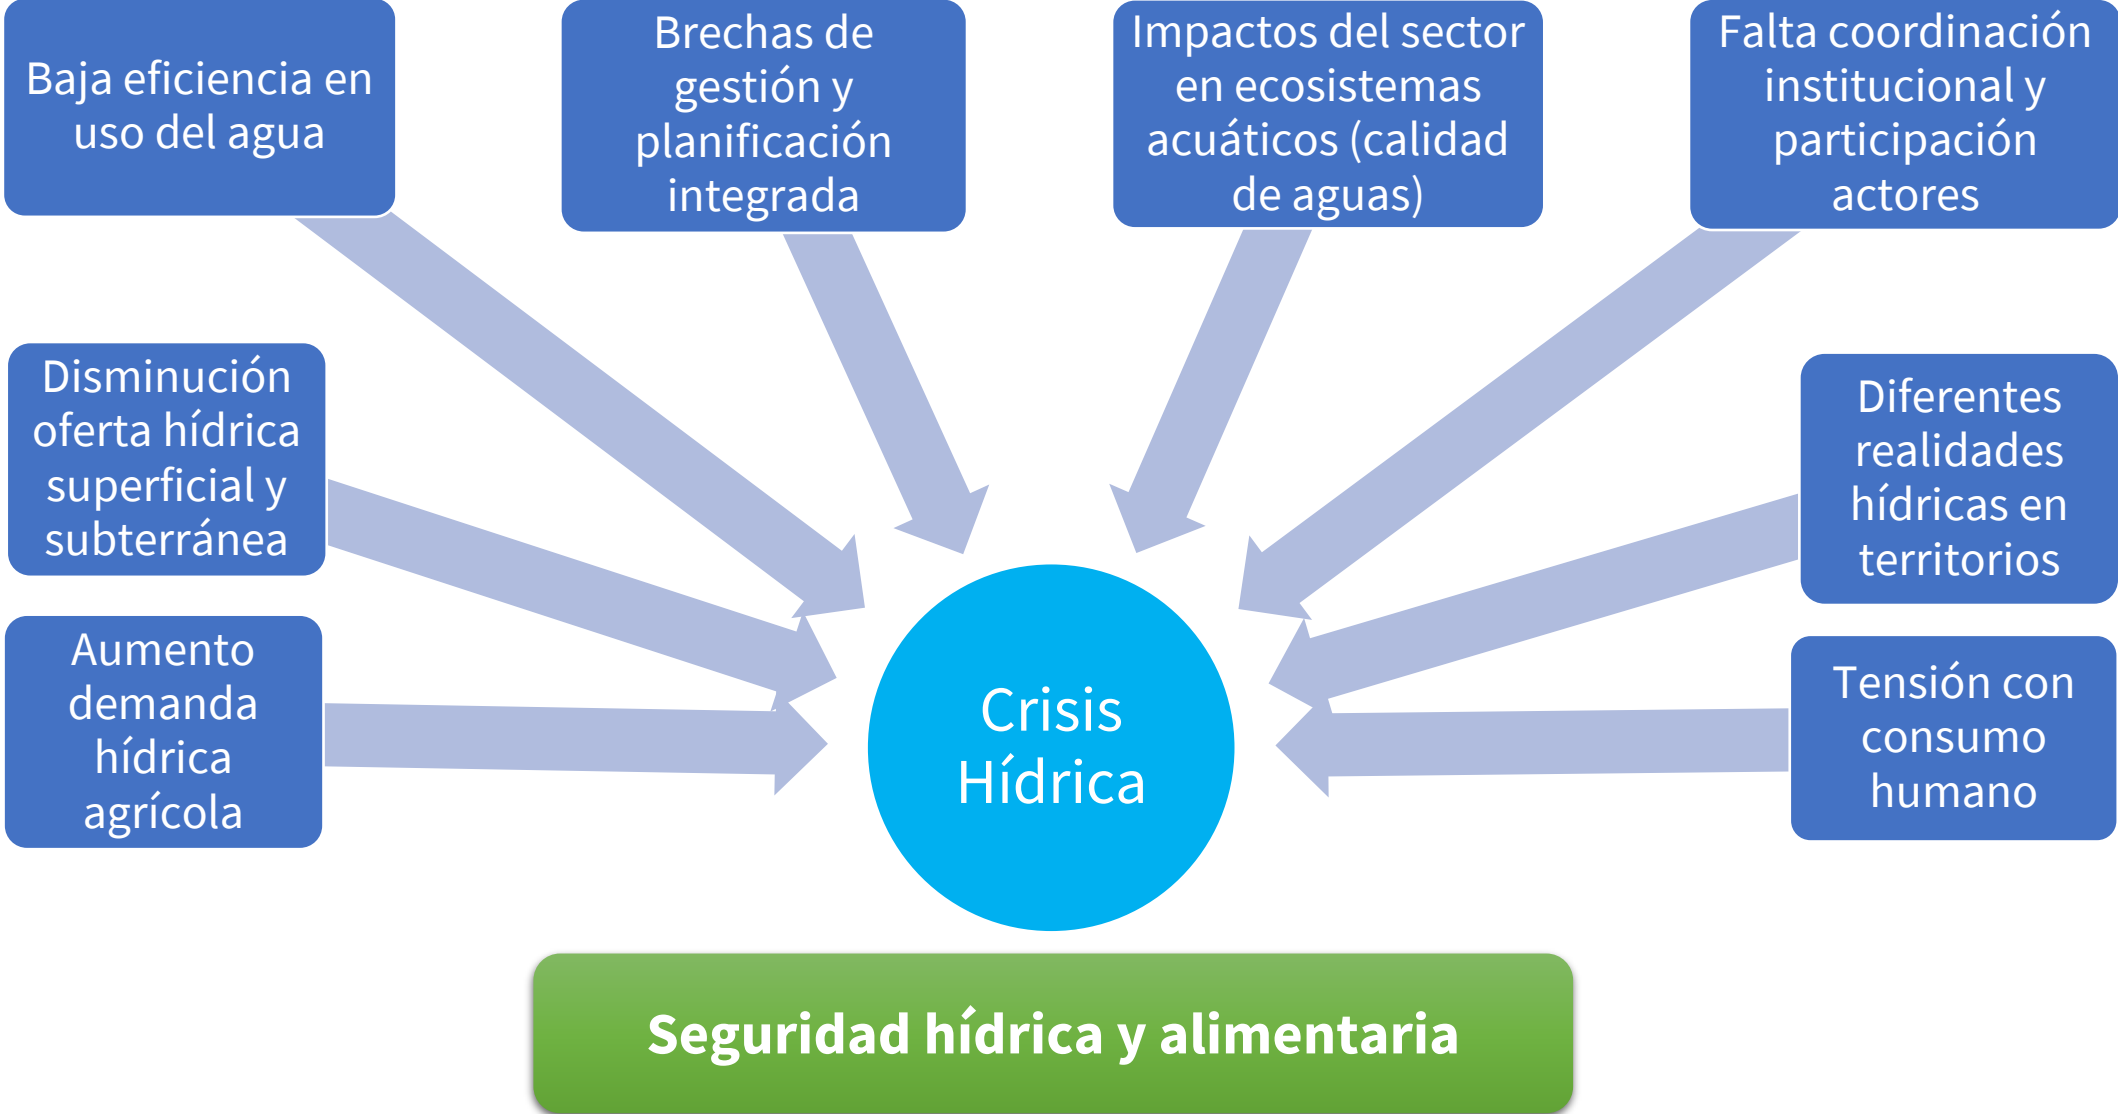 Baja eficiencia en
uso del agua
Brechas de
gestión y
planificación
integrada
Impactos del sector
en ecosistemas
acuáticos (calidad
de aguas)
Falta coordinación
institucional y
participación
actores
Disminución
oferta hídrica
superficial y
subterránea
Diferentes
realidades
hídricas en
territorios
Aumento
demanda
hídrica
agrícola
Tensión con
consumo
humano
Crisis
Hídrica
Seguridad hídrica y alimentaria